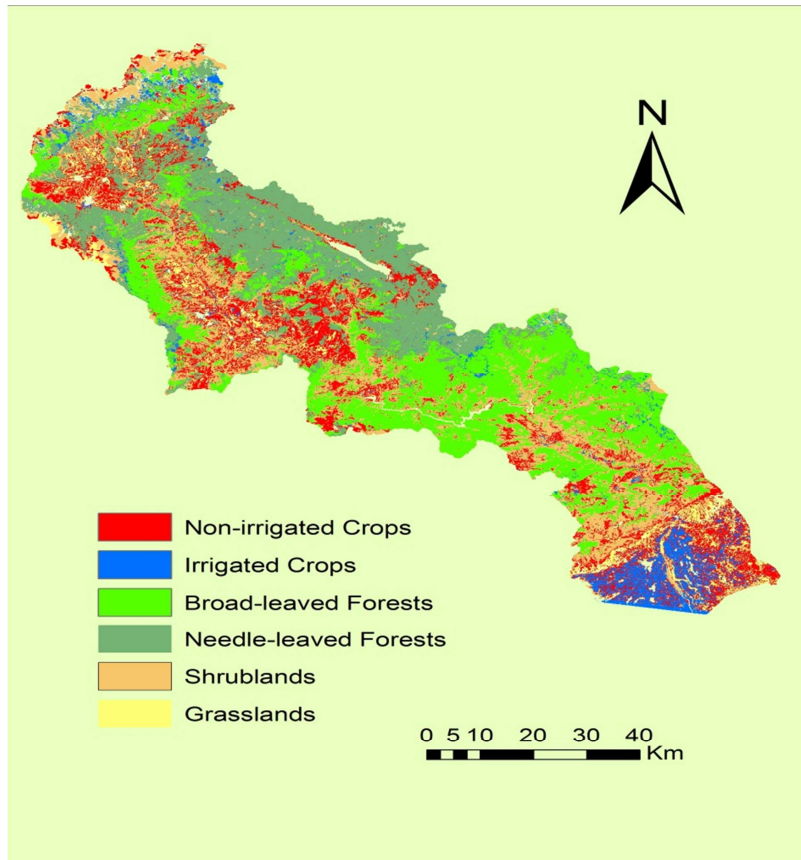 N
Non-irrigated Crops
Irrigated Crops
Broad-leaved Forests
Needle-leaved Forests
Shrublands
Grasslands
0 5 10 20 30 40
Km